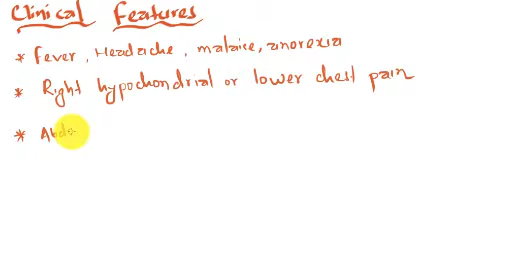 Clinical Features
* Fever, Headache, malaise, anorexia
* Right hypochondrial or lower chest pain
* Abdo